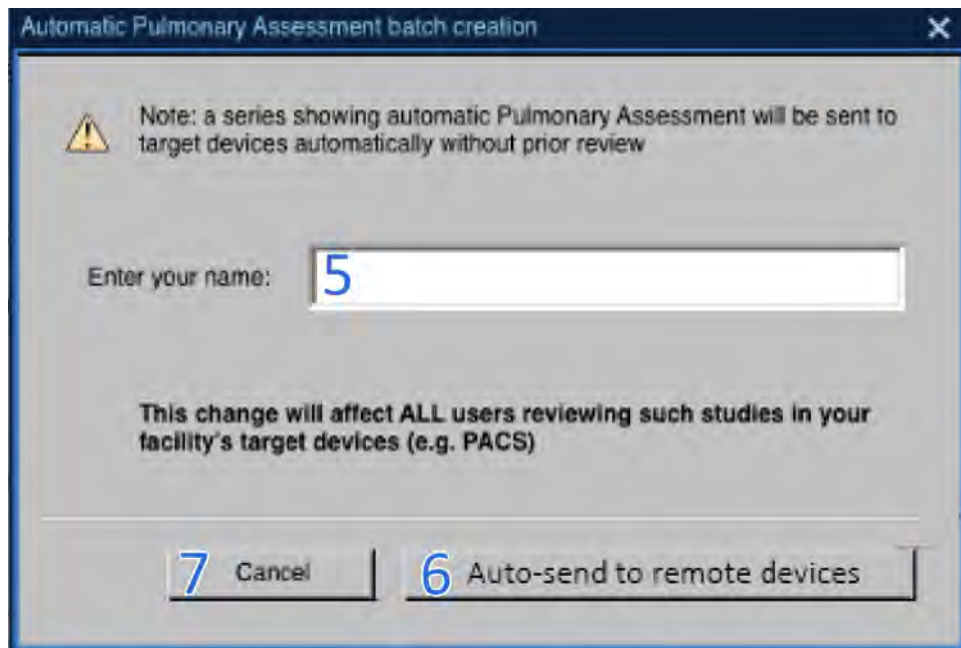 Automatic Pulmonary Assessment batch creation
Note: a series showing automatic Pulmonary Assessment will be sent to
target devices automatically without prior review
Enter your name: 5
This change will affect ALL users reviewing such studies in your
facility's target devices (e.g. PACS)
7 Cancel 6 Auto-send to remote devices